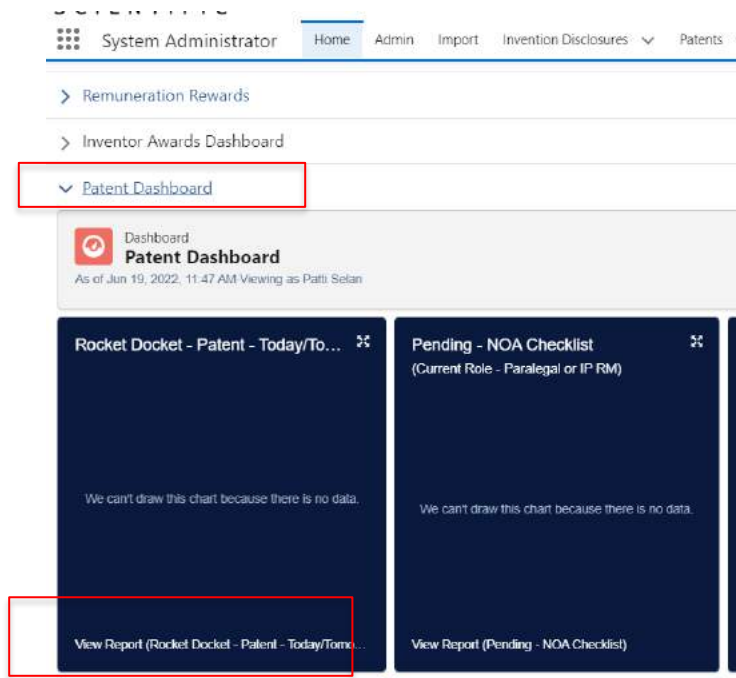 System Administrator Home Admin Import Invention Disclosures Patents
Remuneration Rewards
Inventor Awards Dashboard
Patent Dashboard
Dashboard
Patent Dashboard
As of Jun 19, 2022, 11:47 AM·Viewing as Patti Selan
Rocket Docket - Patent - Today/To...
We can't draw this chart because there is no data.
View Report (Rocket Docket - Patent - Today/Tomo...
Pending - NOA Checklist
(Current Role - Paralegal or IP RM)
We can't draw this chart because there is no data.
View Report (Pending - NOA Checklist)